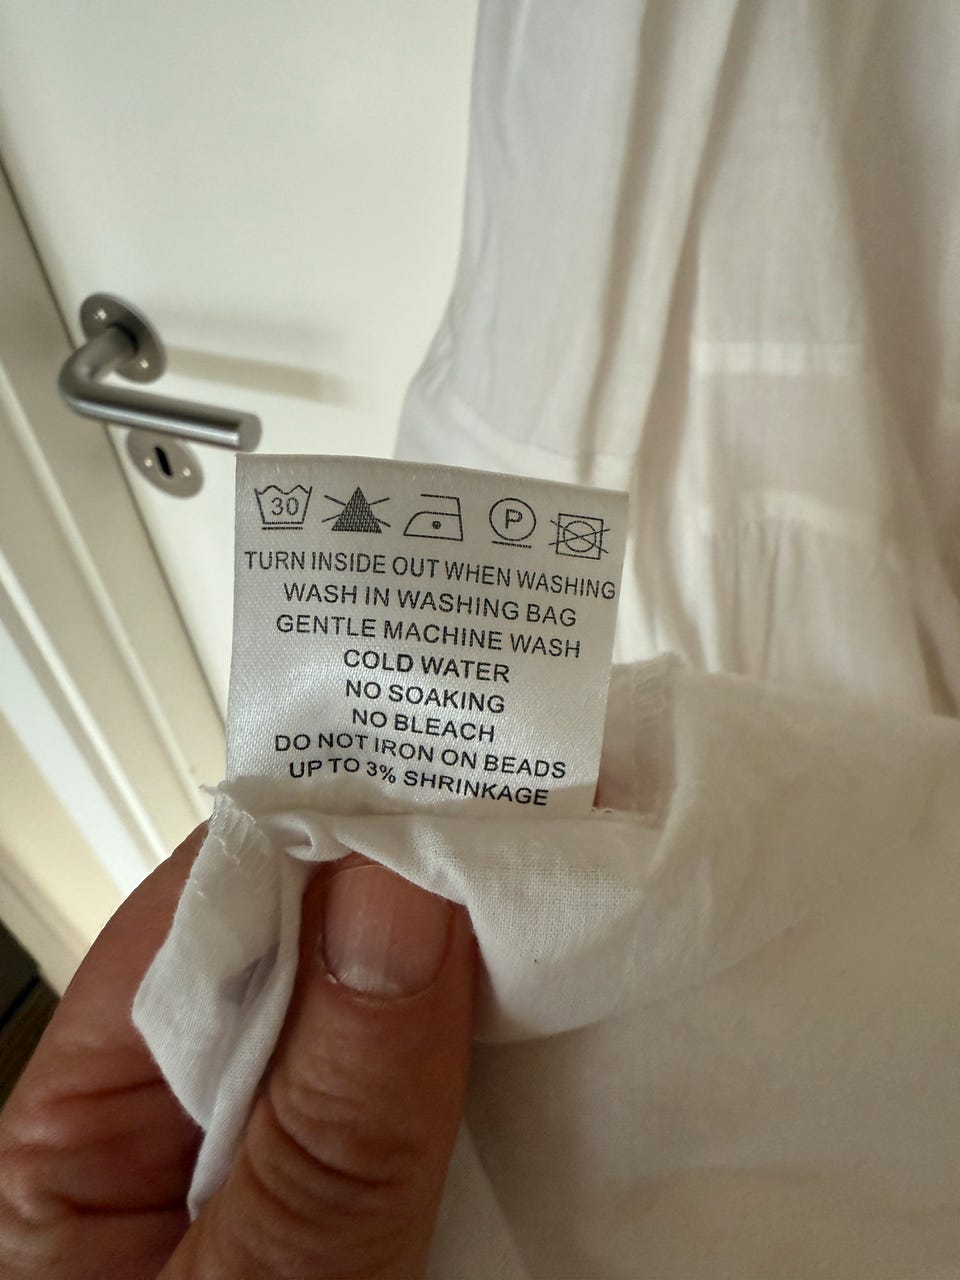 30 P
TURN INSIDE OUT WHEN WASHING
WASH IN WASHING BAG
GENTLE MACHINE WASH
COLD WATER
NO SOAKING
NO BLEACH
DO NOT IRON ON BEADS
UP TO 3% SHRINKAGE